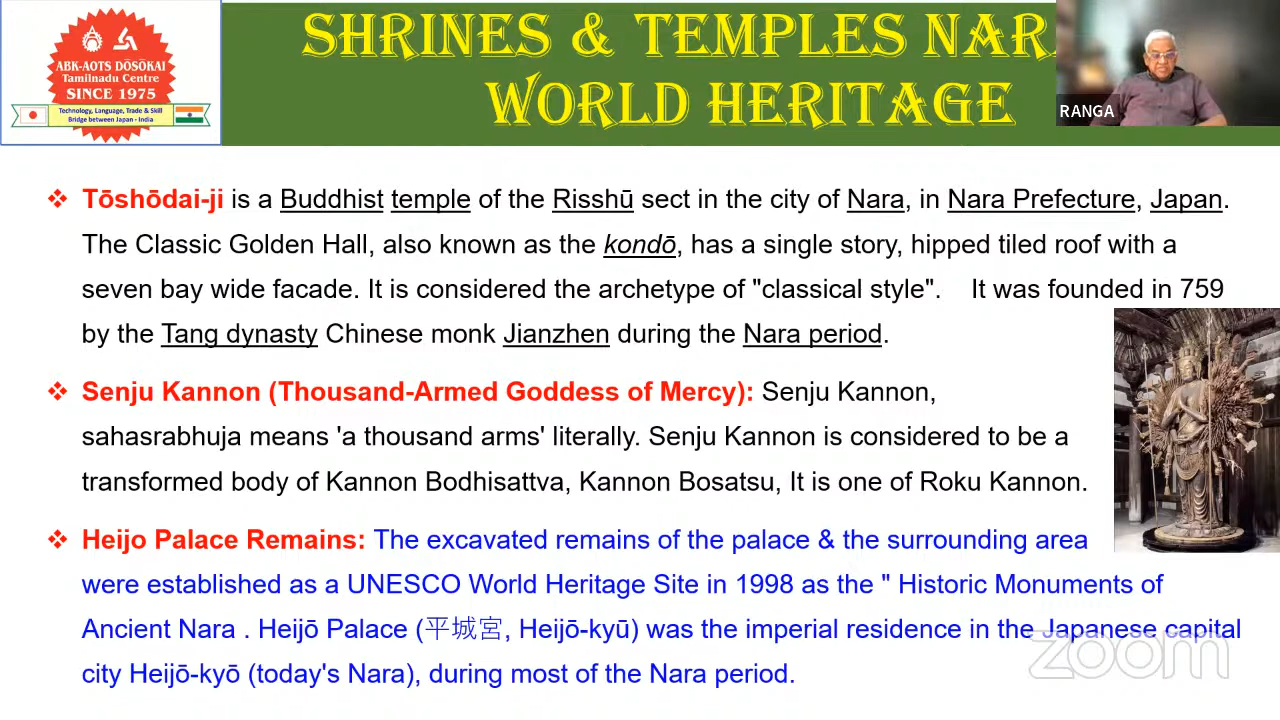 ABK-AOTS DŌSŌKAI
Tamilnadu Centre
SINCE 1975
Technology, Language, Trade & Skill
Bridge between Japan - India
SHRINES & TEMPLES NARA
WORLD HERITAGE
RANGA
❖ Tōshōdai-ji is a Buddhist temple of the Risshū sect in the city of Nara, in Nara Prefecture, Japan.
The Classic Golden Hall, also known as the kondō, has a single story, hipped tiled roof with a
seven bay wide facade. It is considered the archetype of "classical style". It was founded in 759
by the Tang dynasty Chinese monk Jianzhen during the Nara period.
❖ Senju Kannon (Thousand-Armed Goddess of Mercy): Senju Kannon,
sahasrabhuja means 'a thousand arms' literally. Senju Kannon is considered to be a
transformed body of Kannon Bodhisattva, Kannon Bosatsu, It is one of Roku Kannon.
❖ Heijo Palace Remains: The excavated remains of the palace & the surrounding area
were established as a UNESCO World Heritage Site in 1998 as the " Historic Monuments of
Ancient Nara . Heijō Palace (平城宮, Heijō-kyū) was the imperial residence in the Japanese capital
city Heijō-kyō (today's Nara), during most of the Nara period.
zoom